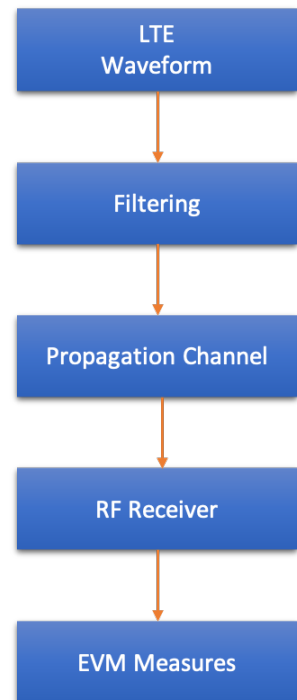 LTE
Waveform
Filtering
Propagation Channel
RF Receiver
EVM Measures